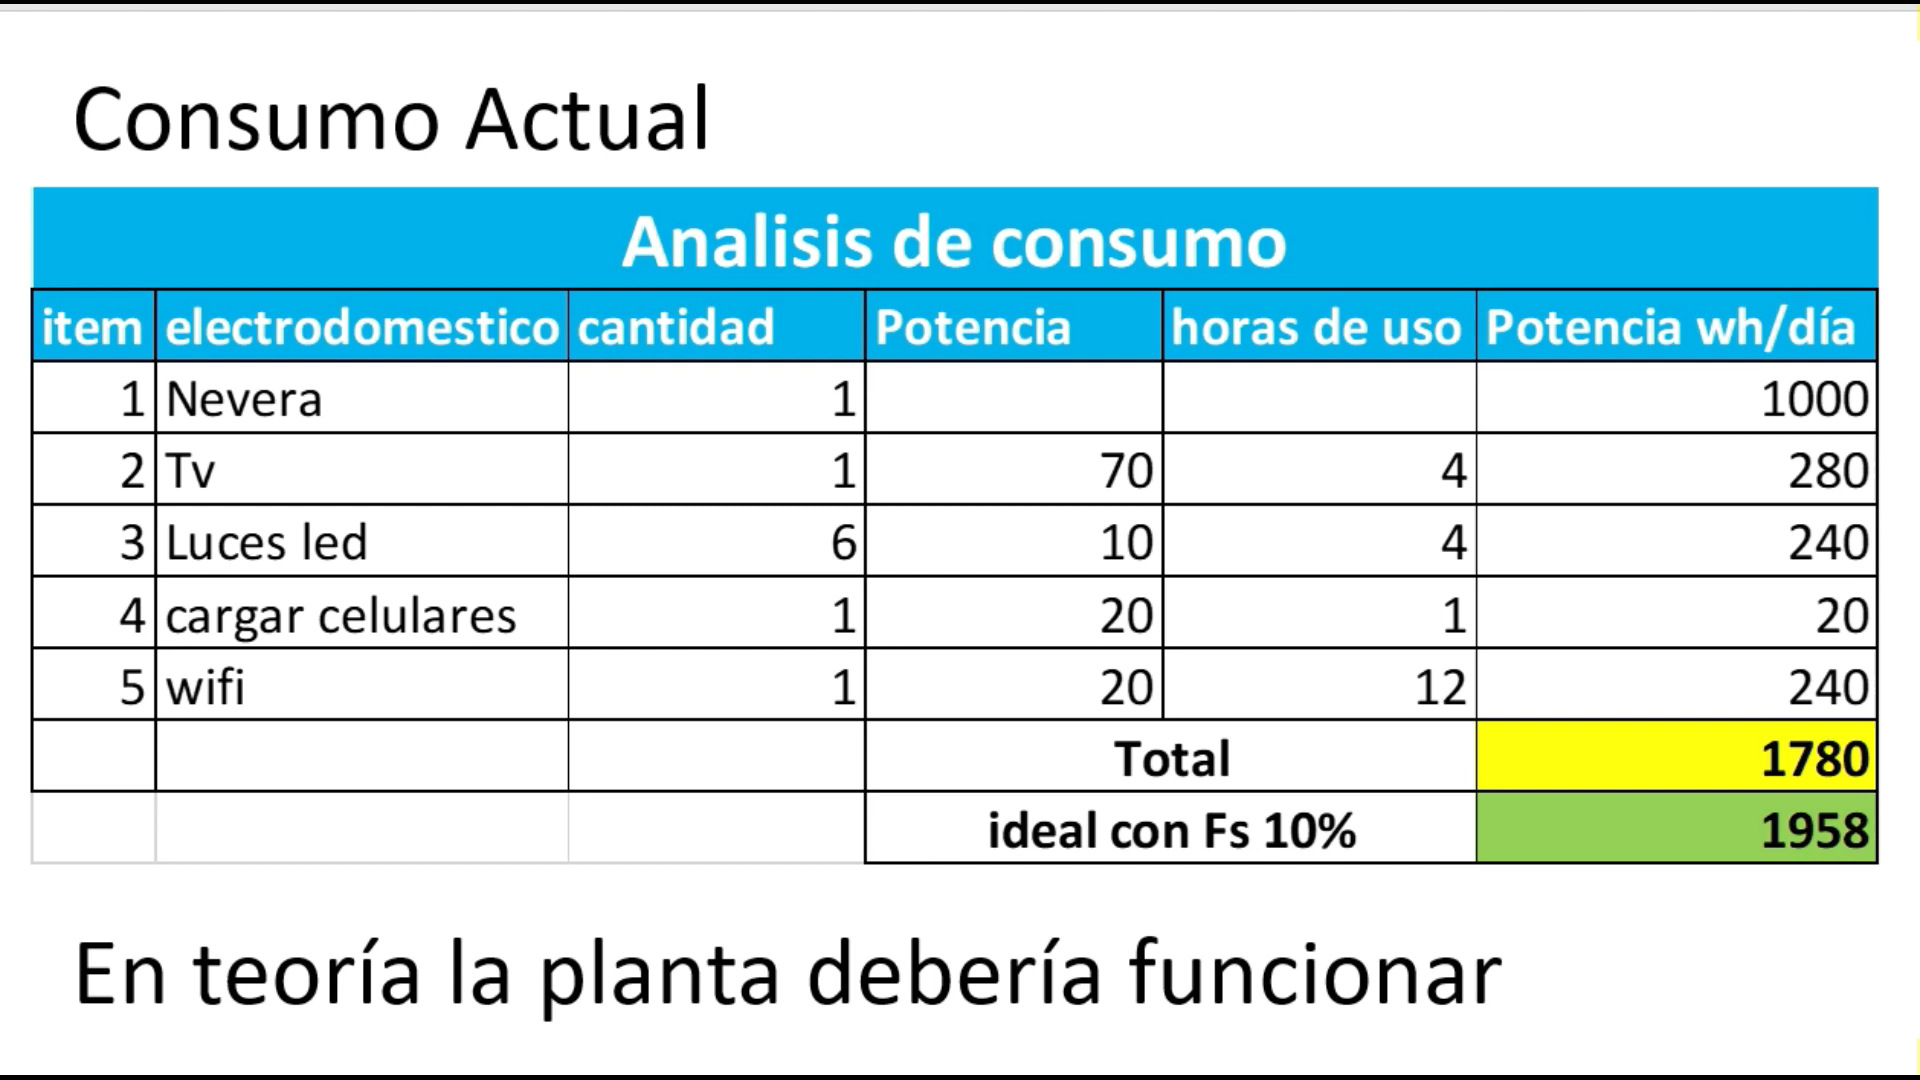 Consumo Actual
Analisis de consumo
item electrodomestico cantidad Potencia horas de uso Potencia wh/día
1 Nevera 1 1000
2 Tv 1 70 4 280
3 Luces led 6 10 4 240
4 cargar celulares 1 20 1 20
5 wifi 1 20 12 240
Total 1780
ideal con Fs 10% 1958
En teoría la planta debería funcionar